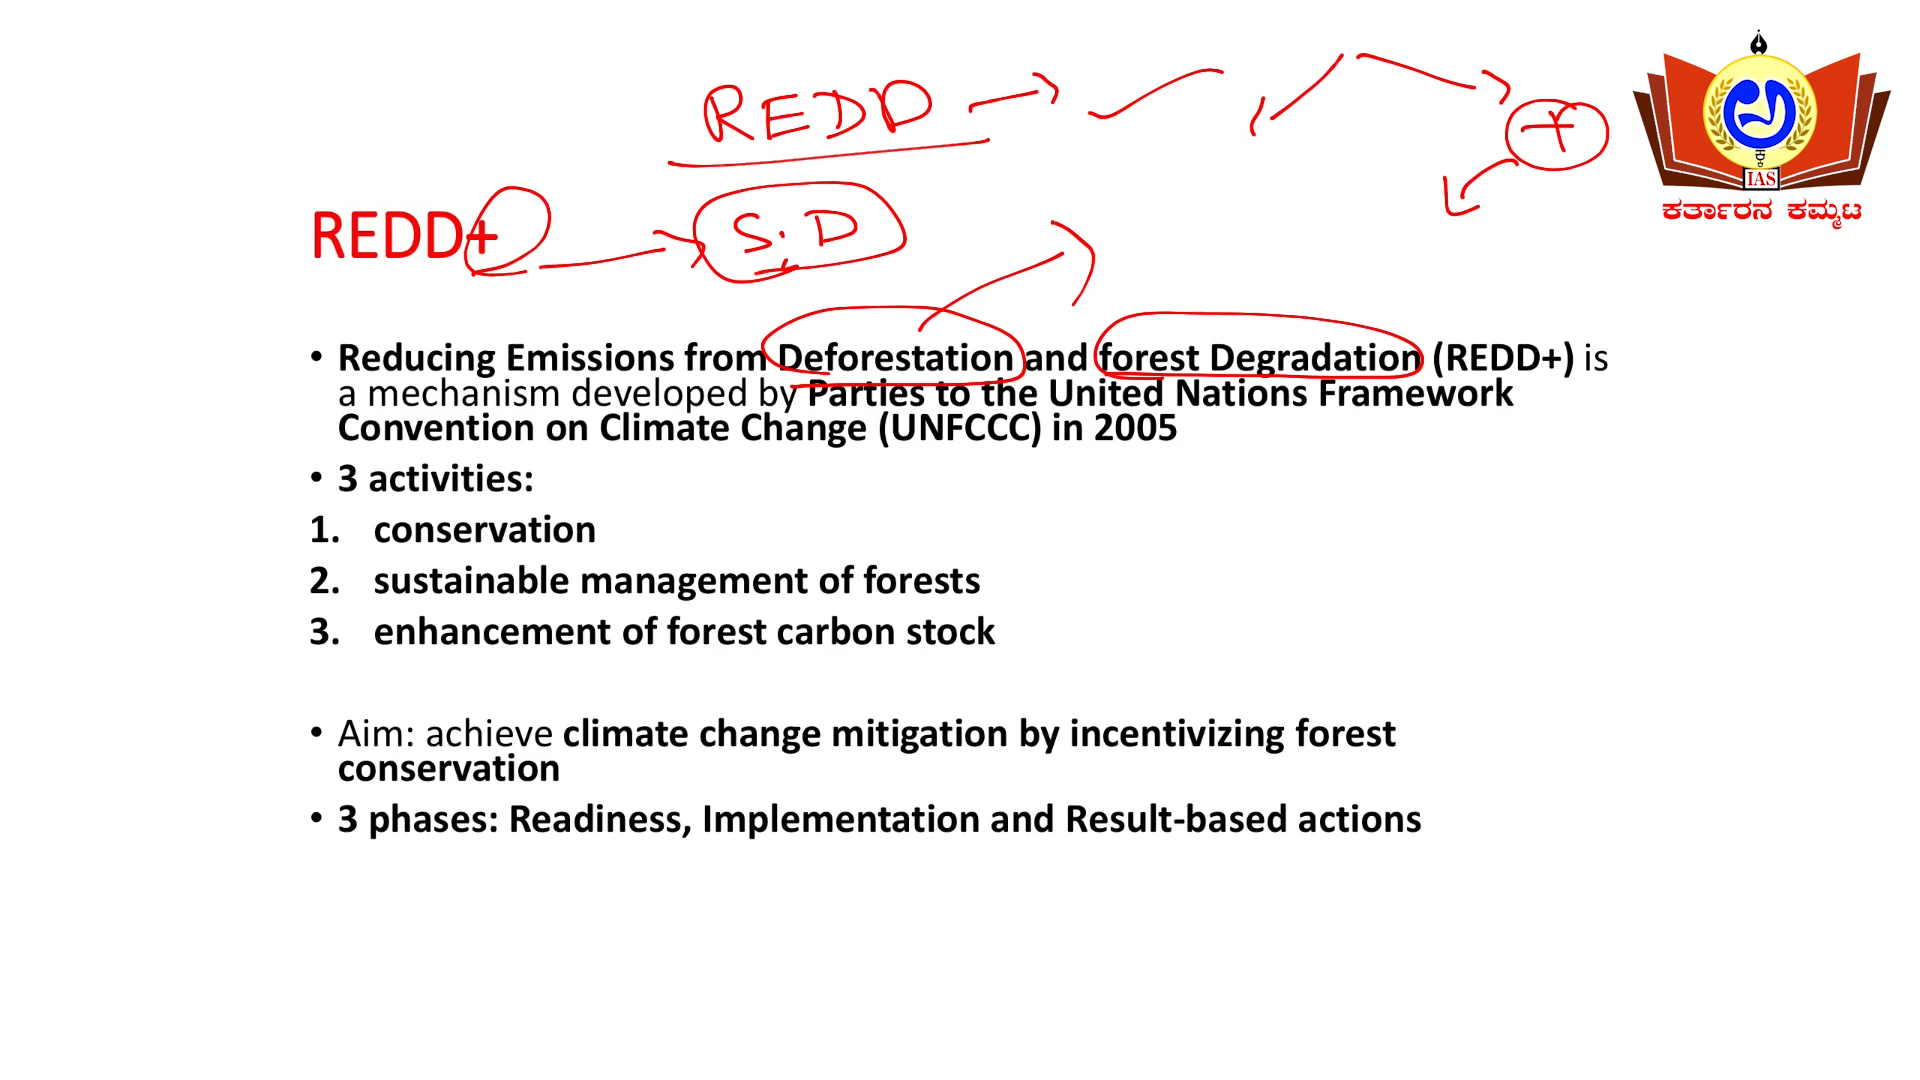 REDD
+
IAS
ಕರ್ತಾರನ ಕಮ್ಮಟ
REDD+
S.D
• Reducing Emissions from Deforestation and forest Degradation (REDD+) is
a mechanism developed by Parties to the United Nations Framework
Convention on Climate Change (UNFCCC) in 2005
• 3 activities:
1. conservation
2. sustainable management of forests
3. enhancement of forest carbon stock
• Aim: achieve climate change mitigation by incentivizing forest
conservation
• 3 phases: Readiness, Implementation and Result-based actions